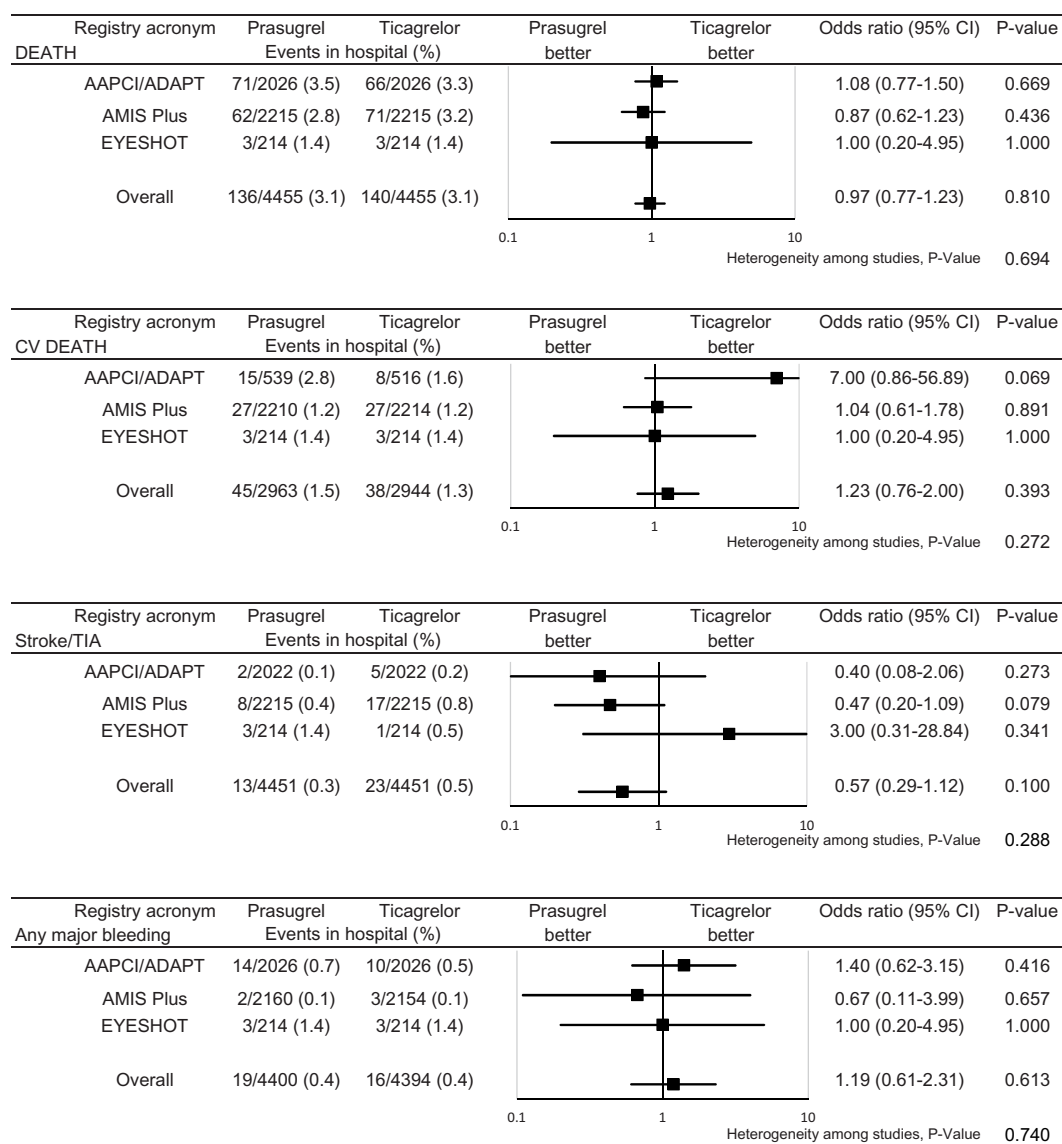 Registry acronym Prasugrel Ticagrelor Prasugrel Ticagrelor Odds ratio (95% CI) P-value
DEATH Events in hospital (%) better better
AAPCI/ADAPT 71/2026 (3.5) 66/2026 (3.3) 1.08 (0.77-1.50) 0.669
AMIS Plus 62/2215 (2.8) 71/2215 (3.2) 0.87 (0.62-1.23) 0.436
EYESHOT 3/214 (1.4) 3/214 (1.4) 1.00 (0.20-4.95) 1.000
Overall 136/4455 (3.1) 140/4455 (3.1) 0.97 (0.77-1.23) 0.810
0.1 1 10
Heterogeneity among studies, P-Value 0.694
Registry acronym Prasugrel Ticagrelor Prasugrel Ticagrelor Odds ratio (95% CI) P-value
CV DEATH Events in hospital (%) better better
AAPCI/ADAPT 15/539 (2.8) 8/516 (1.6) 7.00 (0.86-56.89) 0.069
AMIS Plus 27/2210 (1.2) 27/2214 (1.2) 1.04 (0.61-1.78) 0.891
EYESHOT 3/214 (1.4) 3/214 (1.4) 1.00 (0.20-4.95) 1.000
Overall 45/2963 (1.5) 38/2944 (1.3) 1.23 (0.76-2.00) 0.393
0.1 1 10
Heterogeneity among studies, P-Value 0.272
Registry acronym Prasugrel Ticagrelor Prasugrel Ticagrelor Odds ratio (95% CI) P-value
Stroke/TIA Events in hospital (%) better better
AAPCI/ADAPT 2/2022 (0.1) 5/2022 (0.2) 0.40 (0.08-2.06) 0.273
AMIS Plus 8/2215 (0.4) 17/2215 (0.8) 0.47 (0.20-1.09) 0.079
EYESHOT 3/214 (1.4) 1/214 (0.5) 3.00 (0.31-28.84) 0.341
Overall 13/4451 (0.3) 23/4451 (0.5) 0.57 (0.29-1.12) 0.100
0.1 1 10
Heterogeneity among studies, P-Value 0.288
Registry acronym Prasugrel Ticagrelor Prasugrel Ticagrelor Odds ratio (95% CI) P-value
Any major bleeding Events in hospital (%) better better
AAPCI/ADAPT 14/2026 (0.7) 10/2026 (0.5) 1.40 (0.62-3.15) 0.416
AMIS Plus 2/2160 (0.1) 3/2154 (0.1) 0.67 (0.11-3.99) 0.657
EYESHOT 3/214 (1.4) 3/214 (1.4) 1.00 (0.20-4.95) 1.000
Overall 19/4400 (0.4) 16/4394 (0.4) 1.19 (0.61-2.31) 0.613
0.1 1 10
Heterogeneity among studies, P-Value 0.740